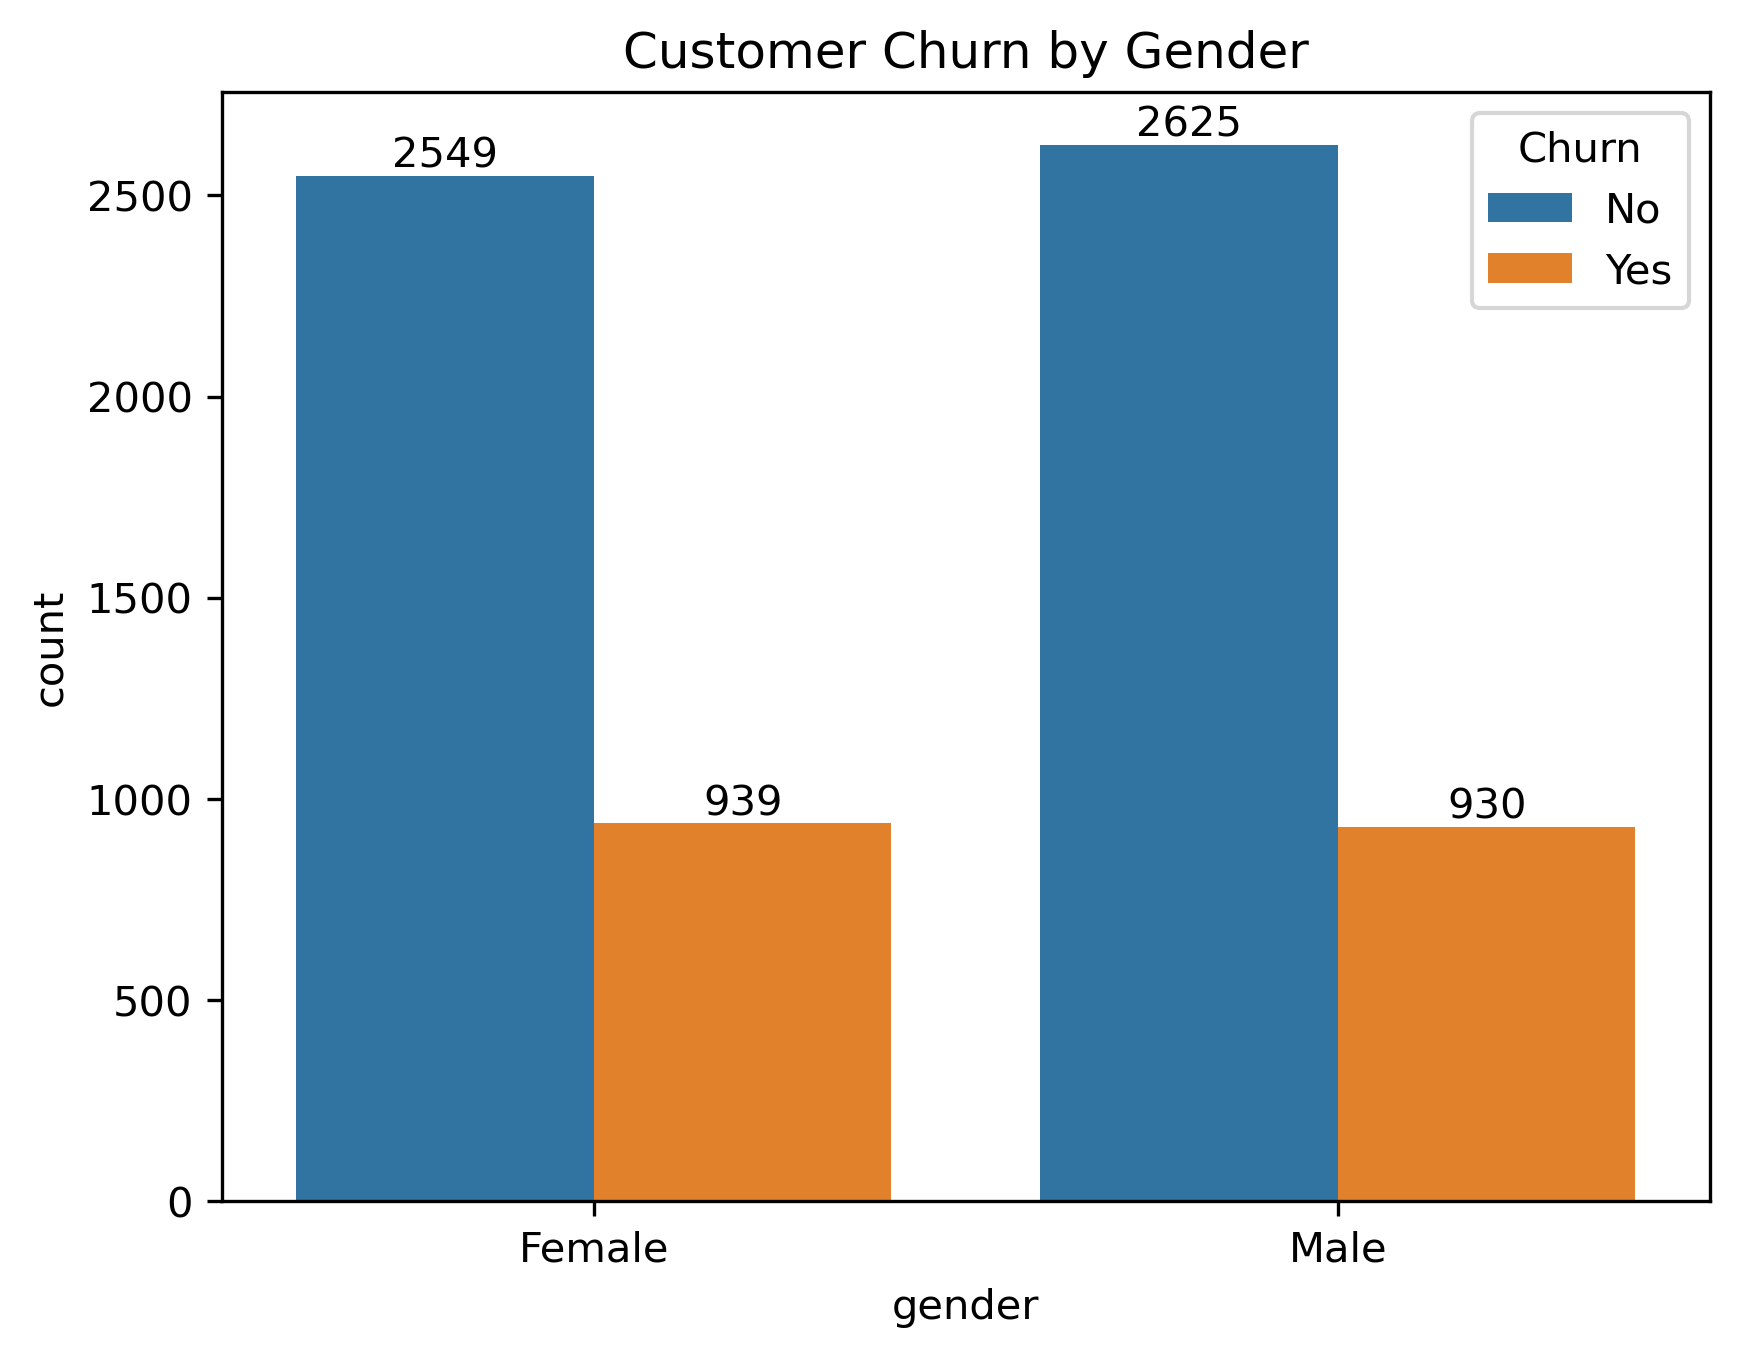 Customer Churn by Gender
2549
2625
Churn
No
Yes
2500
2000
1500
1000
500
0
count
939
930
Female
Male
gender